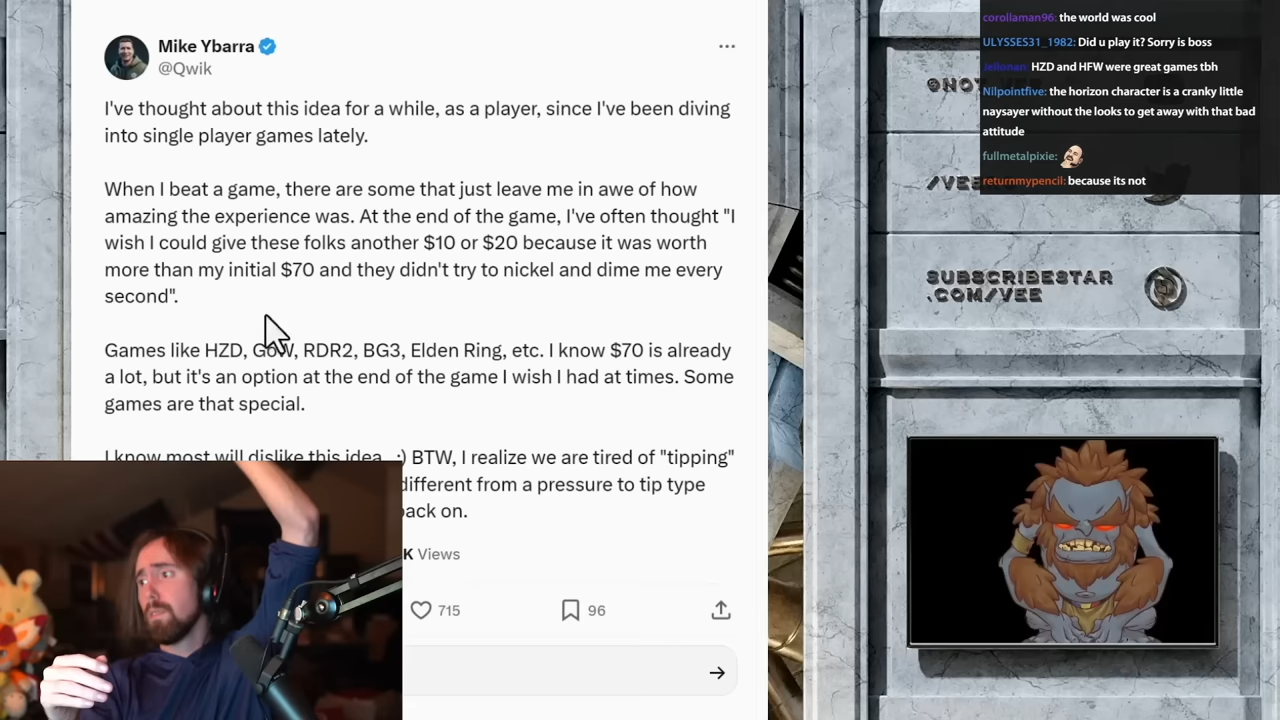 Mike Ybarra
@Qwik
I've thought about this idea for a while, as a player, since I've been diving
into single player games lately.
When I beat a game, there are some that just leave me in awe of how
amazing the experience was. At the end of the game, I've often thought "I
wish I could give these folks another $10 or $20 because it was worth
more than my initial $70 and they didn't try to nickel and dime me every
second".
Games like HZD, GoW, RDR2, BG3, Elden Ring, etc. I know $70 is already
a lot, but it's an option at the end of the game I wish I had at times. Some
games are that special.
I know most will dislike this idea. :) BTW, I realize we are tired of "tipping"
different from a pressure to tip type
back on.
K Views
715
96
corollaman96: the world was cool
ULYSSES31_1982: Did u play it? Sorry is boss
Jelionan: HZD and HFW were great games tbh
Nilpointfive: the horizon character is a cranky little
naysayer without the looks to get away with that bad
attitude
fullmetalpixie:
returnmypencil: because its not
@NOT
/VEE
SUBSCRIBESTAR
.COM/VEE